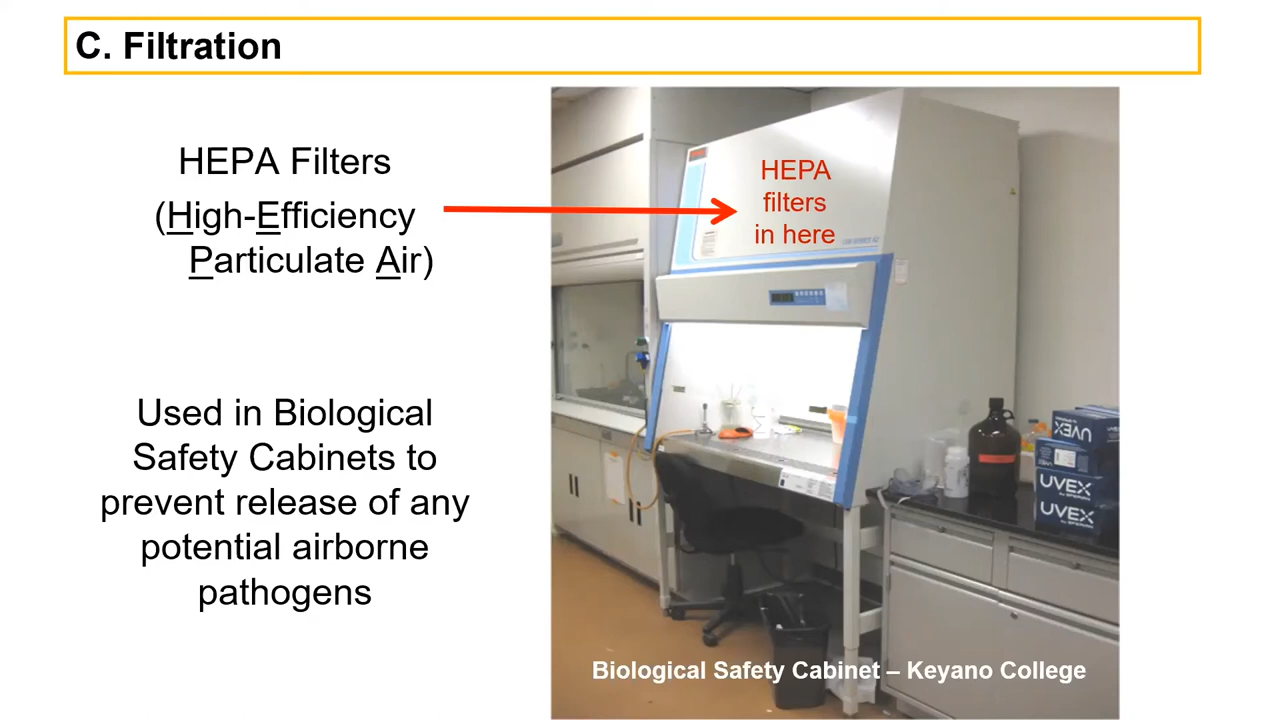 C. Filtration
HEPA Filters
(High-Efficiency
Particulate Air)
HEPA
filters
in here
Used in Biological
Safety Cabinets to
prevent release of any
potential airborne
pathogens
UVEX
UVEX
UVEX
Biological Safety Cabinet – Keyano College